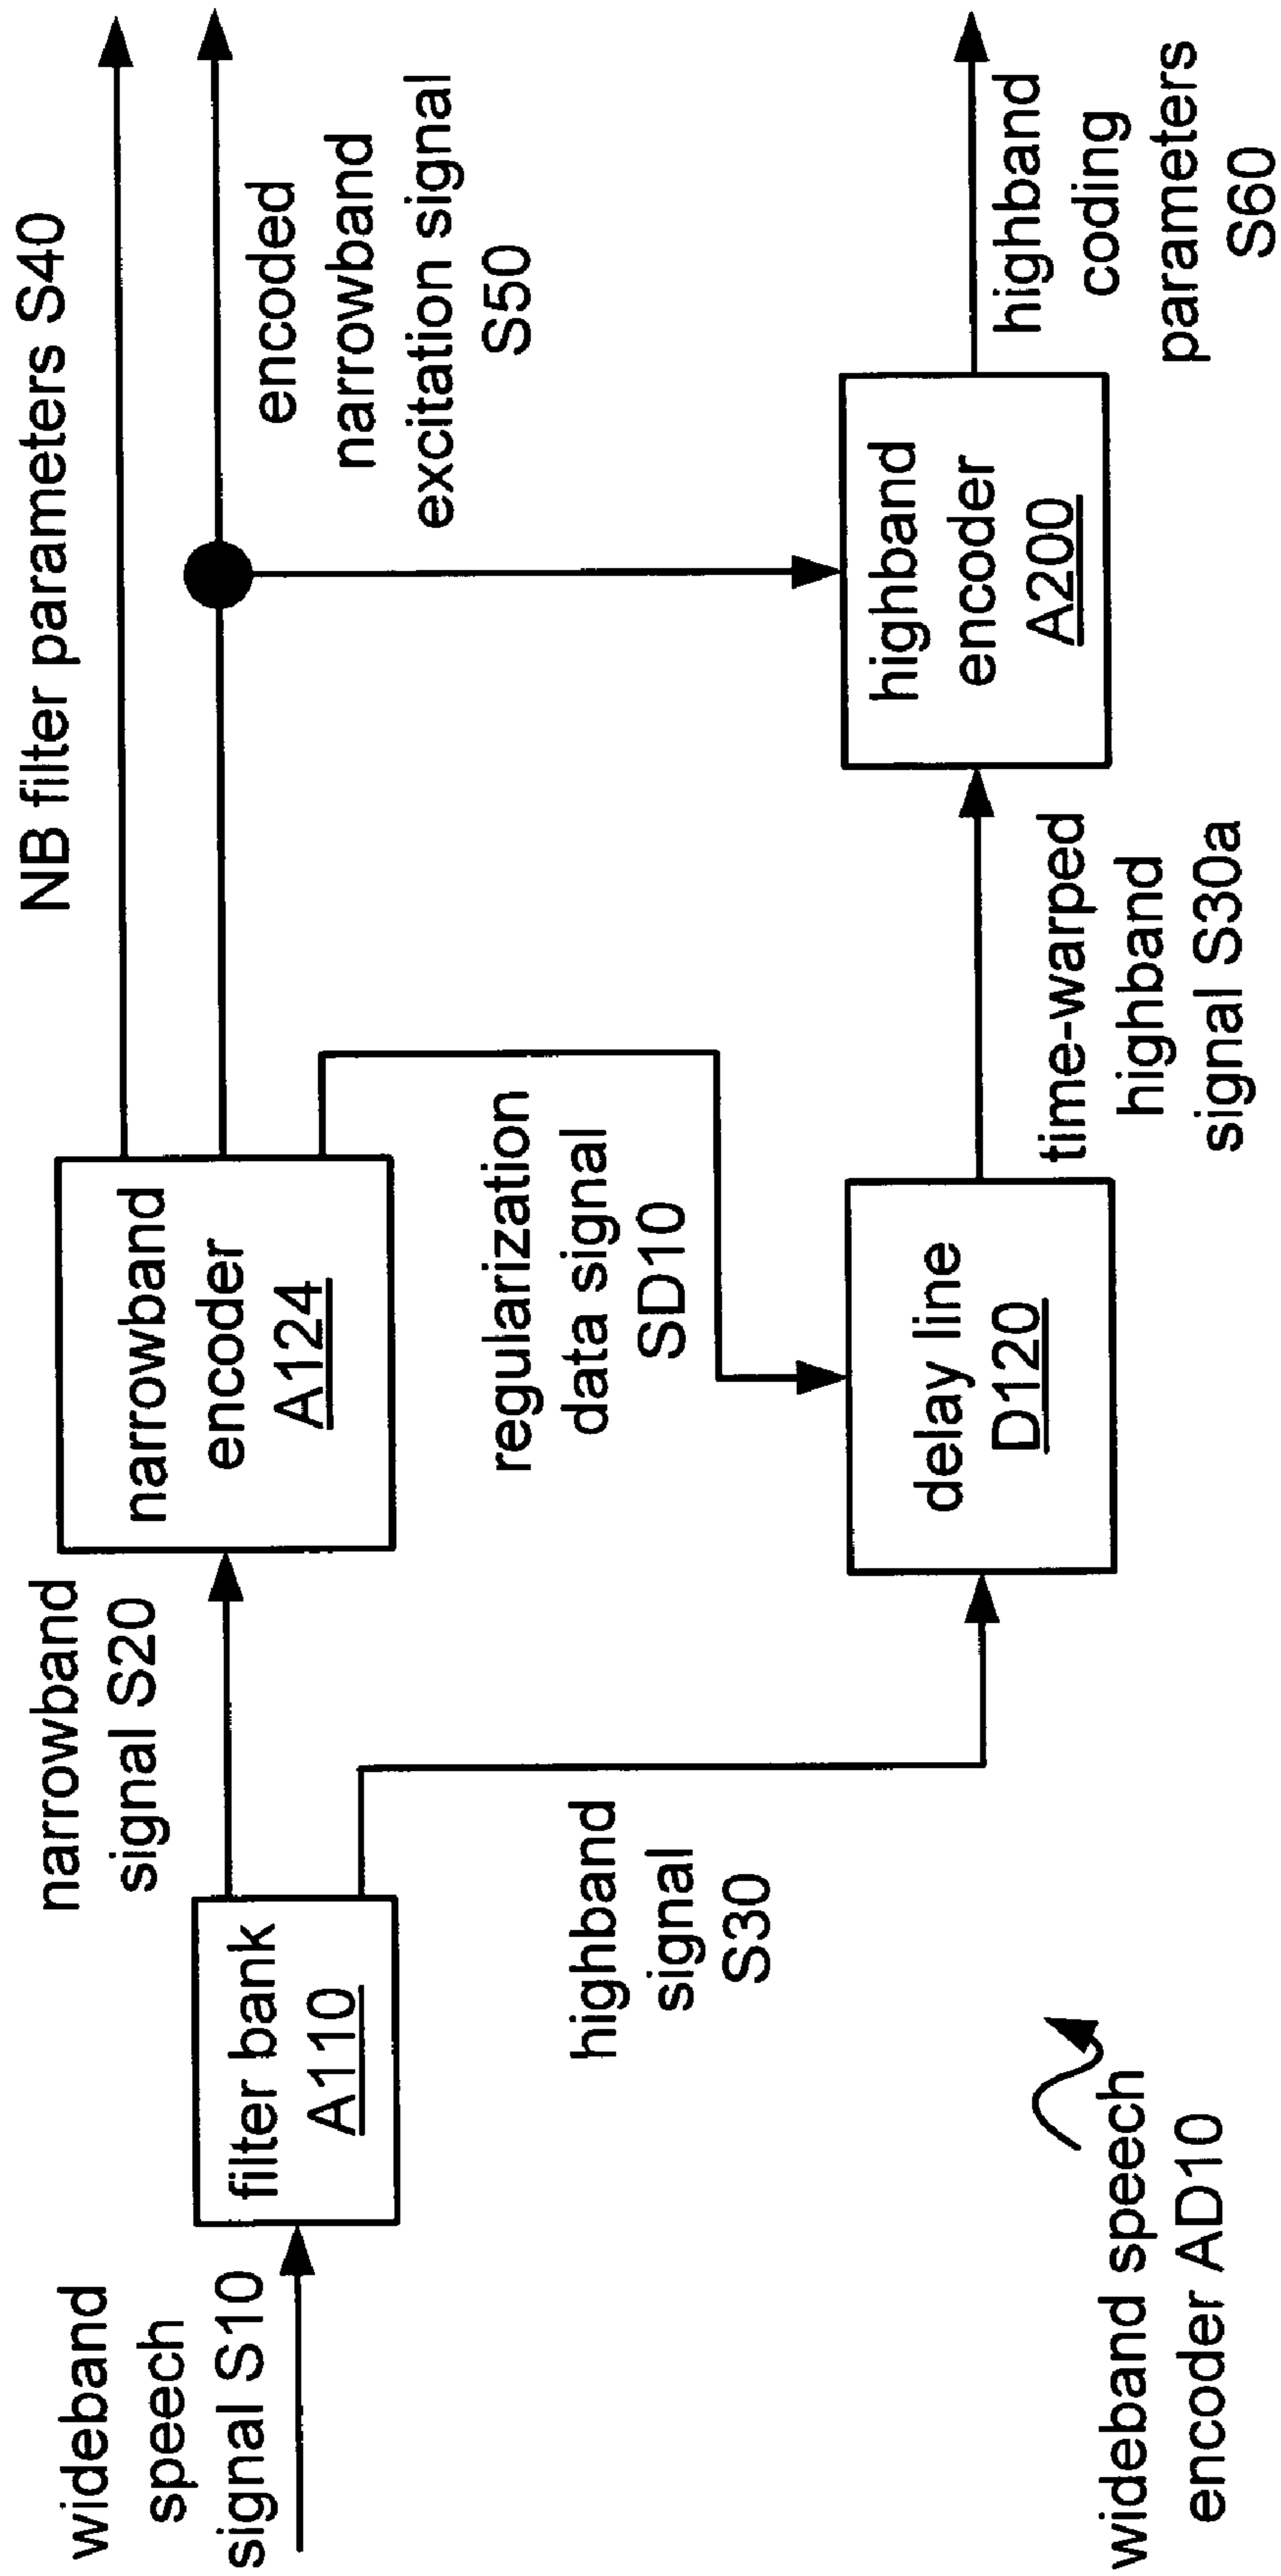 wideband
speech
signal S10
filter bank
A110
narrowband
signal S20
highband
signal
S30
narrowband
encoder
A124
regularization
data signal
SD10
delay line
D120
NB filter parameters S40
encoded
narrowband
excitation signal
S50
time-warped
highband
signal S30a
highband
encoder
A200
highband
coding
parameters
S60
wideband speech
encoder AD10